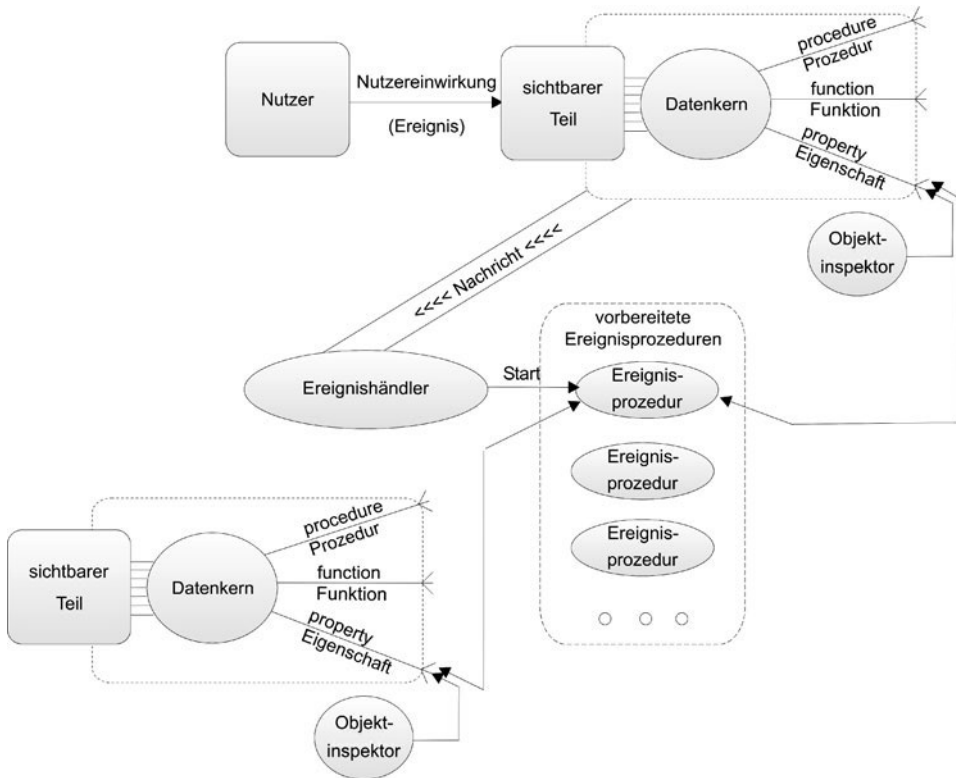 Nutzer
Nutzereinwirkung
(Ereignis)
sichtbarer
Teil
Datenkern
procedure
Prozedur
function
Funktion
property
Eigenschaft
Objekt-
inspektor
<<<< Nachricht <<<<
Ereignishändler
Start
vorbereitete
Ereignisprozeduren
Ereignis-
prozedur
Ereignis-
prozedur
Ereignis-
prozedur
sichtbarer
Teil
Datenkern
procedure
Prozedur
function
Funktion
property
Eigenschaft
Objekt-
inspektor